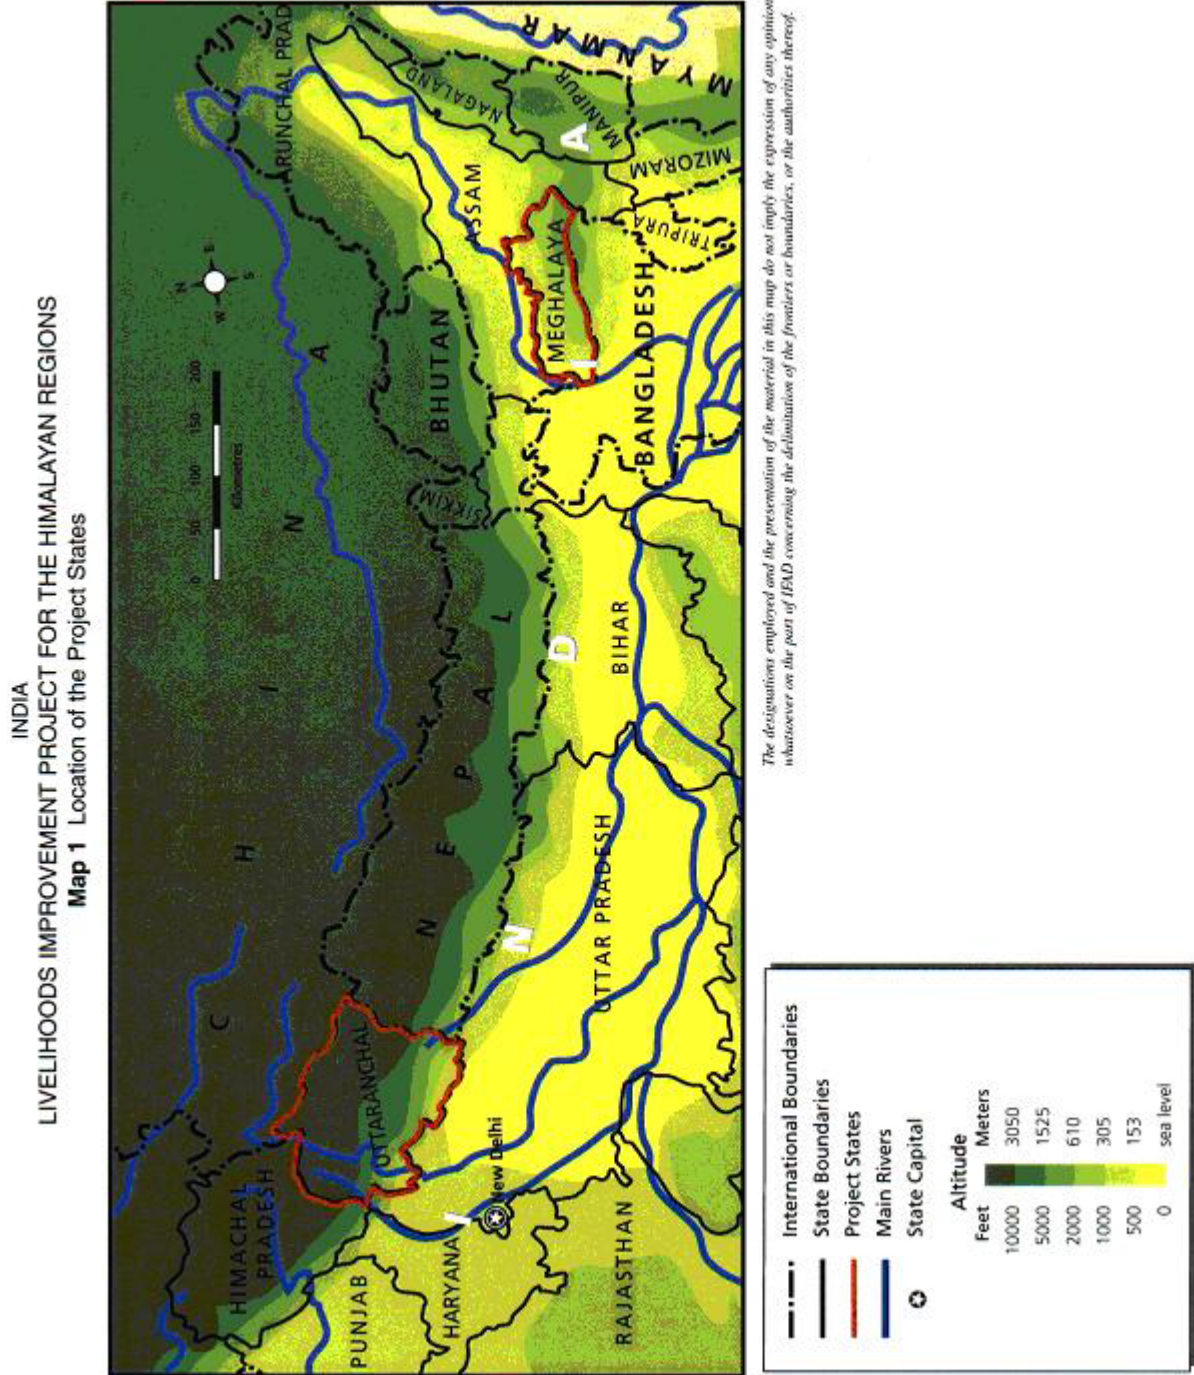 INDIA
LIVELIHOODS IMPROVEMENT PROJECT FOR THE HIMALAYAN REGIONS
Map 1 Location of the Project States
C H I N A
0 50 100 150 200
Kilometres
N
E
S
W
HIMACHAL
PRADESH
UTTARANCHAL
PUNJAB
HARYANA
New Delhi
RAJASTHAN
UTTAR PRADESH
N E P A L
SIKKIM
BHUTAN
BIHAR
I N D I A
BANGLADESH
MEGHALAYA
ASSAM
ARUNCHAL PRAD
NAGALAND
MANIPUR
MIZORAM
TRIPURA
MYANMAR
International Boundaries
State Boundaries
Project States
Main Rivers
State Capital
Altitude
Feet Meters
10000 3050
5000 1525
2000 610
1000 305
500 153
0 sea level
The designations employed and the presentation of the material in this map do not imply the expression of any opinion
whatsoever on the part of IFAD concerning the delimitation of the frontiers or boundaries, or the authorities thereof.